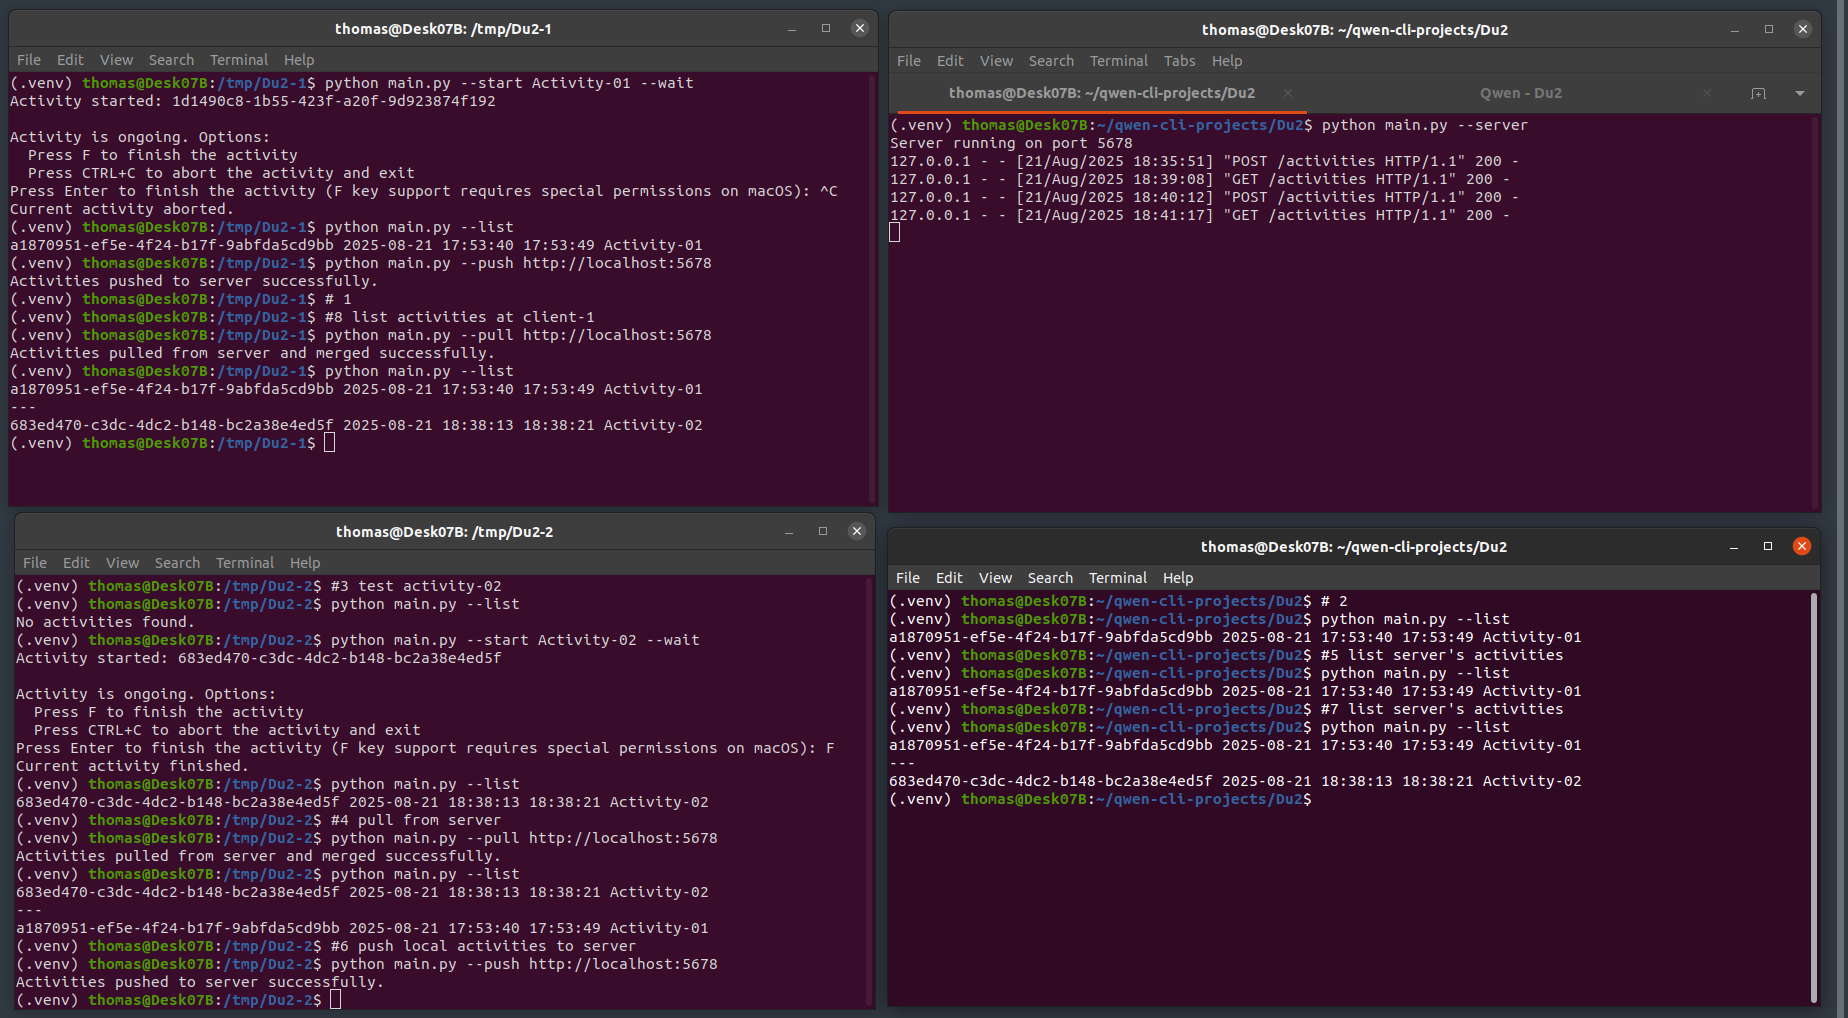 thomas@Desk07B: /tmp/Du2-1
File Edit View Search Terminal Help
(.venv) thomas@Desk07B:/tmp/Du2-1$ python main.py --start Activity-01 --wait
Activity started: 1d1490c8-1b55-423f-a20f-9d923874f192
Activity is ongoing. Options:
Press F to finish the activity
Press CTRL+C to abort the activity and exit
Press Enter to finish the activity (F key support requires special permissions on macOS): ^C
Current activity aborted.
(.venv) thomas@Desk07B:/tmp/Du2-1$ python main.py --list
a1870951-ef5e-4f24-b17f-9abfda5cd9bb 2025-08-21 17:53:40 17:53:49 Activity-01
(.venv) thomas@Desk07B:/tmp/Du2-1$ python main.py --push http://localhost:5678
Activities pushed to server successfully.
(.venv) thomas@Desk07B:/tmp/Du2-1$ # 1
(.venv) thomas@Desk07B:/tmp/Du2-1$ #8 list activities at client-1
(.venv) thomas@Desk07B:/tmp/Du2-1$ python main.py --pull http://localhost:5678
Activities pulled from server and merged successfully.
(.venv) thomas@Desk07B:/tmp/Du2-1$ python main.py --list
a1870951-ef5e-4f24-b17f-9abfda5cd9bb 2025-08-21 17:53:40 17:53:49 Activity-01
---
683ed470-c3dc-4dc2-b148-bc2a38e4ed5f 2025-08-21 18:38:13 18:38:21 Activity-02
(.venv) thomas@Desk07B:/tmp/Du2-1$
thomas@Desk07B: ~/qwen-cli-projects/Du2
File Edit View Search Terminal Tabs Help
thomas@Desk07B: ~/qwen-cli-projects/Du2
Qwen - Du2
(.venv) thomas@Desk07B:~/qwen-cli-projects/Du2$ python main.py --server
Server running on port 5678
127.0.0.1 - - [21/Aug/2025 18:35:51] "POST /activities HTTP/1.1" 200 -
127.0.0.1 - - [21/Aug/2025 18:39:08] "GET /activities HTTP/1.1" 200 -
127.0.0.1 - - [21/Aug/2025 18:40:12] "POST /activities HTTP/1.1" 200 -
127.0.0.1 - - [21/Aug/2025 18:41:17] "GET /activities HTTP/1.1" 200 -
thomas@Desk07B: /tmp/Du2-2
File Edit View Search Terminal Help
(.venv) thomas@Desk07B:/tmp/Du2-2$ #3 test activity-02
(.venv) thomas@Desk07B:/tmp/Du2-2$ python main.py --list
No activities found.
(.venv) thomas@Desk07B:/tmp/Du2-2$ python main.py --start Activity-02 --wait
Activity started: 683ed470-c3dc-4dc2-b148-bc2a38e4ed5f
Activity is ongoing. Options:
Press F to finish the activity
Press CTRL+C to abort the activity and exit
Press Enter to finish the activity (F key support requires special permissions on macOS): F
Current activity finished.
(.venv) thomas@Desk07B:/tmp/Du2-2$ python main.py --list
683ed470-c3dc-4dc2-b148-bc2a38e4ed5f 2025-08-21 18:38:13 18:38:21 Activity-02
(.venv) thomas@Desk07B:/tmp/Du2-2$ #4 pull from server
(.venv) thomas@Desk07B:/tmp/Du2-2$ python main.py --pull http://localhost:5678
Activities pulled from server and merged successfully.
(.venv) thomas@Desk07B:/tmp/Du2-2$ python main.py --list
683ed470-c3dc-4dc2-b148-bc2a38e4ed5f 2025-08-21 18:38:13 18:38:21 Activity-02
---
a1870951-ef5e-4f24-b17f-9abfda5cd9bb 2025-08-21 17:53:40 17:53:49 Activity-01
(.venv) thomas@Desk07B:/tmp/Du2-2$ #6 push local activities to server
(.venv) thomas@Desk07B:/tmp/Du2-2$ python main.py --push http://localhost:5678
Activities pushed to server successfully.
(.venv) thomas@Desk07B:/tmp/Du2-2$
thomas@Desk07B: ~/qwen-cli-projects/Du2
File Edit View Search Terminal Help
(.venv) thomas@Desk07B:~/qwen-cli-projects/Du2$ # 2
(.venv) thomas@Desk07B:~/qwen-cli-projects/Du2$ python main.py --list
a1870951-ef5e-4f24-b17f-9abfda5cd9bb 2025-08-21 17:53:40 17:53:49 Activity-01
(.venv) thomas@Desk07B:~/qwen-cli-projects/Du2$ #5 list server's activities
(.venv) thomas@Desk07B:~/qwen-cli-projects/Du2$ python main.py --list
a1870951-ef5e-4f24-b17f-9abfda5cd9bb 2025-08-21 17:53:40 17:53:49 Activity-01
(.venv) thomas@Desk07B:~/qwen-cli-projects/Du2$ #7 list server's activities
(.venv) thomas@Desk07B:~/qwen-cli-projects/Du2$ python main.py --list
a1870951-ef5e-4f24-b17f-9abfda5cd9bb 2025-08-21 17:53:40 17:53:49 Activity-01
---
683ed470-c3dc-4dc2-b148-bc2a38e4ed5f 2025-08-21 18:38:13 18:38:21 Activity-02
(.venv) thomas@Desk07B:~/qwen-cli-projects/Du2$